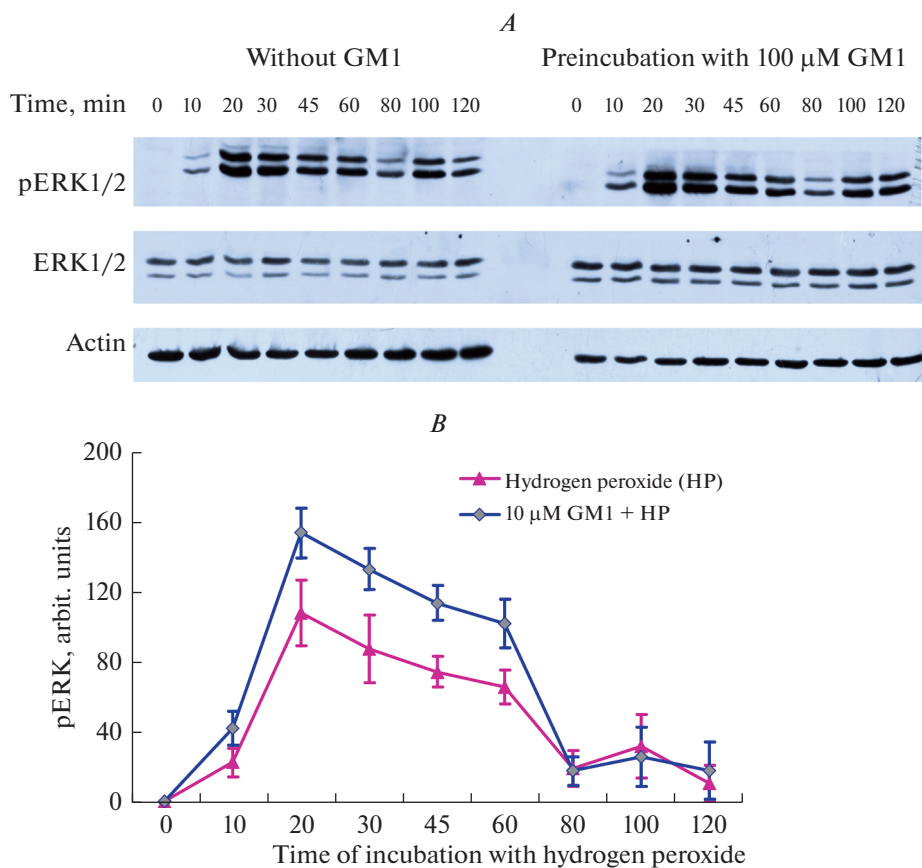 A
Without GM1 Preincubation with 100 μM GM1
Time, min 0 10 20 30 45 60 80 100 120 0 10 20 30 45 60 80 100 120
pERK1/2
ERK1/2
Actin
B
200
160
120
80
40
0
pERK, arbit. units
Hydrogen peroxide (HP)
10 μM GM1 + HP
0 10 20 30 45 60 80 100 120
Time of incubation with hydrogen peroxide